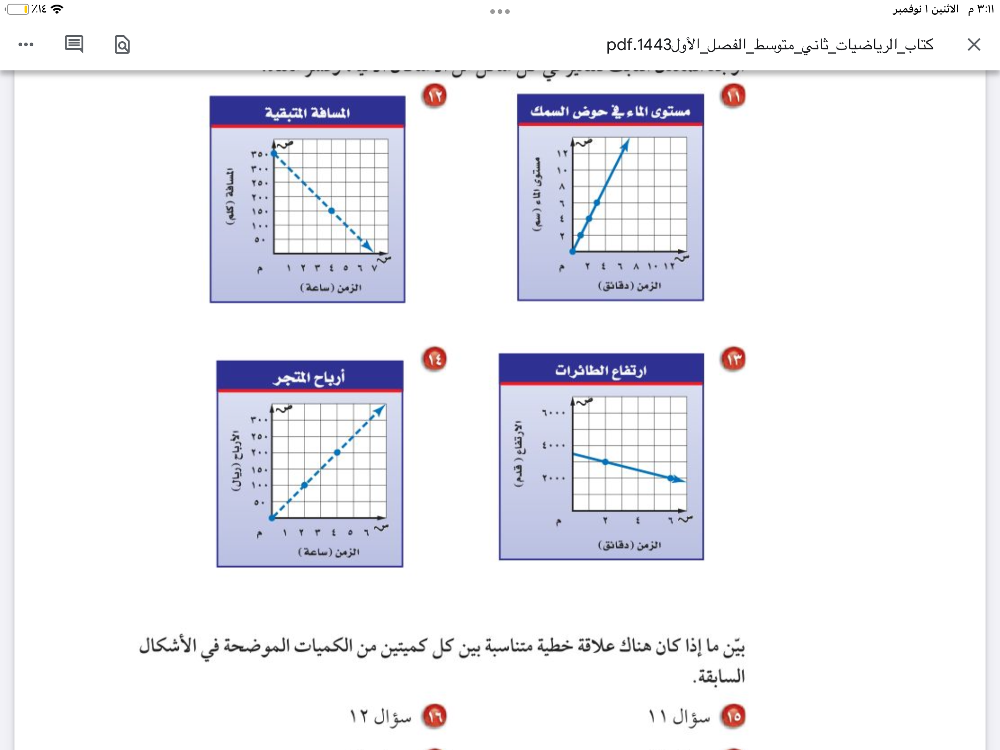 ٣:١١ م الاثنين ١ نوفمبر
٪١٤
كتاب_الرياضيات_ثاني_متوسط_الفصل_الأول1443.pdf
١١
مستوى الماء في حوض السمك
ص
١٢
١٠
٨
٦
٤
٢
مستوى الماء (سم)
م ٢ ٤ ٦ ٨ ١٠ ١٢ س
الزمن (دقائق)
١٢
المسافة المتبقية
ص
٣٥٠
٣٠٠
٢٥٠
٢٠٠
١٥٠
١٠٠
٥٠
المسافة (كلم)
م ١ ٢ ٣ ٤ ٥ ٦ ٧ س
الزمن (ساعة)
١٣
ارتفاع الطائرات
ص
٦٠٠٠
٤٠٠٠
٢٠٠٠
الارتفاع (قدم)
م ٢ ٤ ٦ س
الزمن (دقائق)
١٤
أرباح المتجر
ص
٣٠٠
٢٥٠
٢٠٠
١٥٠
١٠٠
٥٠
الأرباح (ريال)
م ١ ٢ ٣ ٤ ٥ ٦ س
الزمن (ساعة)
بيّن ما إذا كان هناك علاقة خطية متناسبة بين كل كميتين من الكميات الموضحة في الأشكال
السابقة.
١٥ سؤال ١١
١٦ سؤال ١٢